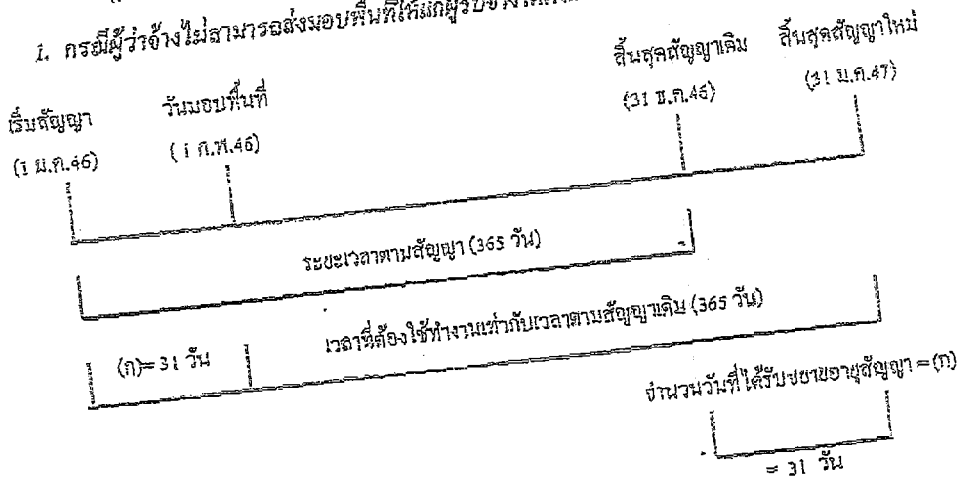 1. กรณีผู้ว่าจ้างไม่สามารถส่งมอบพื้นที่ให้แก่ผู้รับจ้างได้
สิ้นสุดสัญญาเดิม
สิ้นสุดสัญญาใหม่
(31 ธ.ค.46)
(31 ม.ค.47)
เริ่มสัญญา
วันมอบพื้นที่
(1 ม.ค.46)
(1 ก.พ.46)
ระยะเวลาตามสัญญา (365 วัน)
เวลาที่ต้องใช้ทำงานเท่ากับเวลาตามสัญญาเดิม (365 วัน)
(ก)= 31 วัน
จำนวนวันที่ได้รับขยายอายุสัญญา =(ก)
= 31 วัน